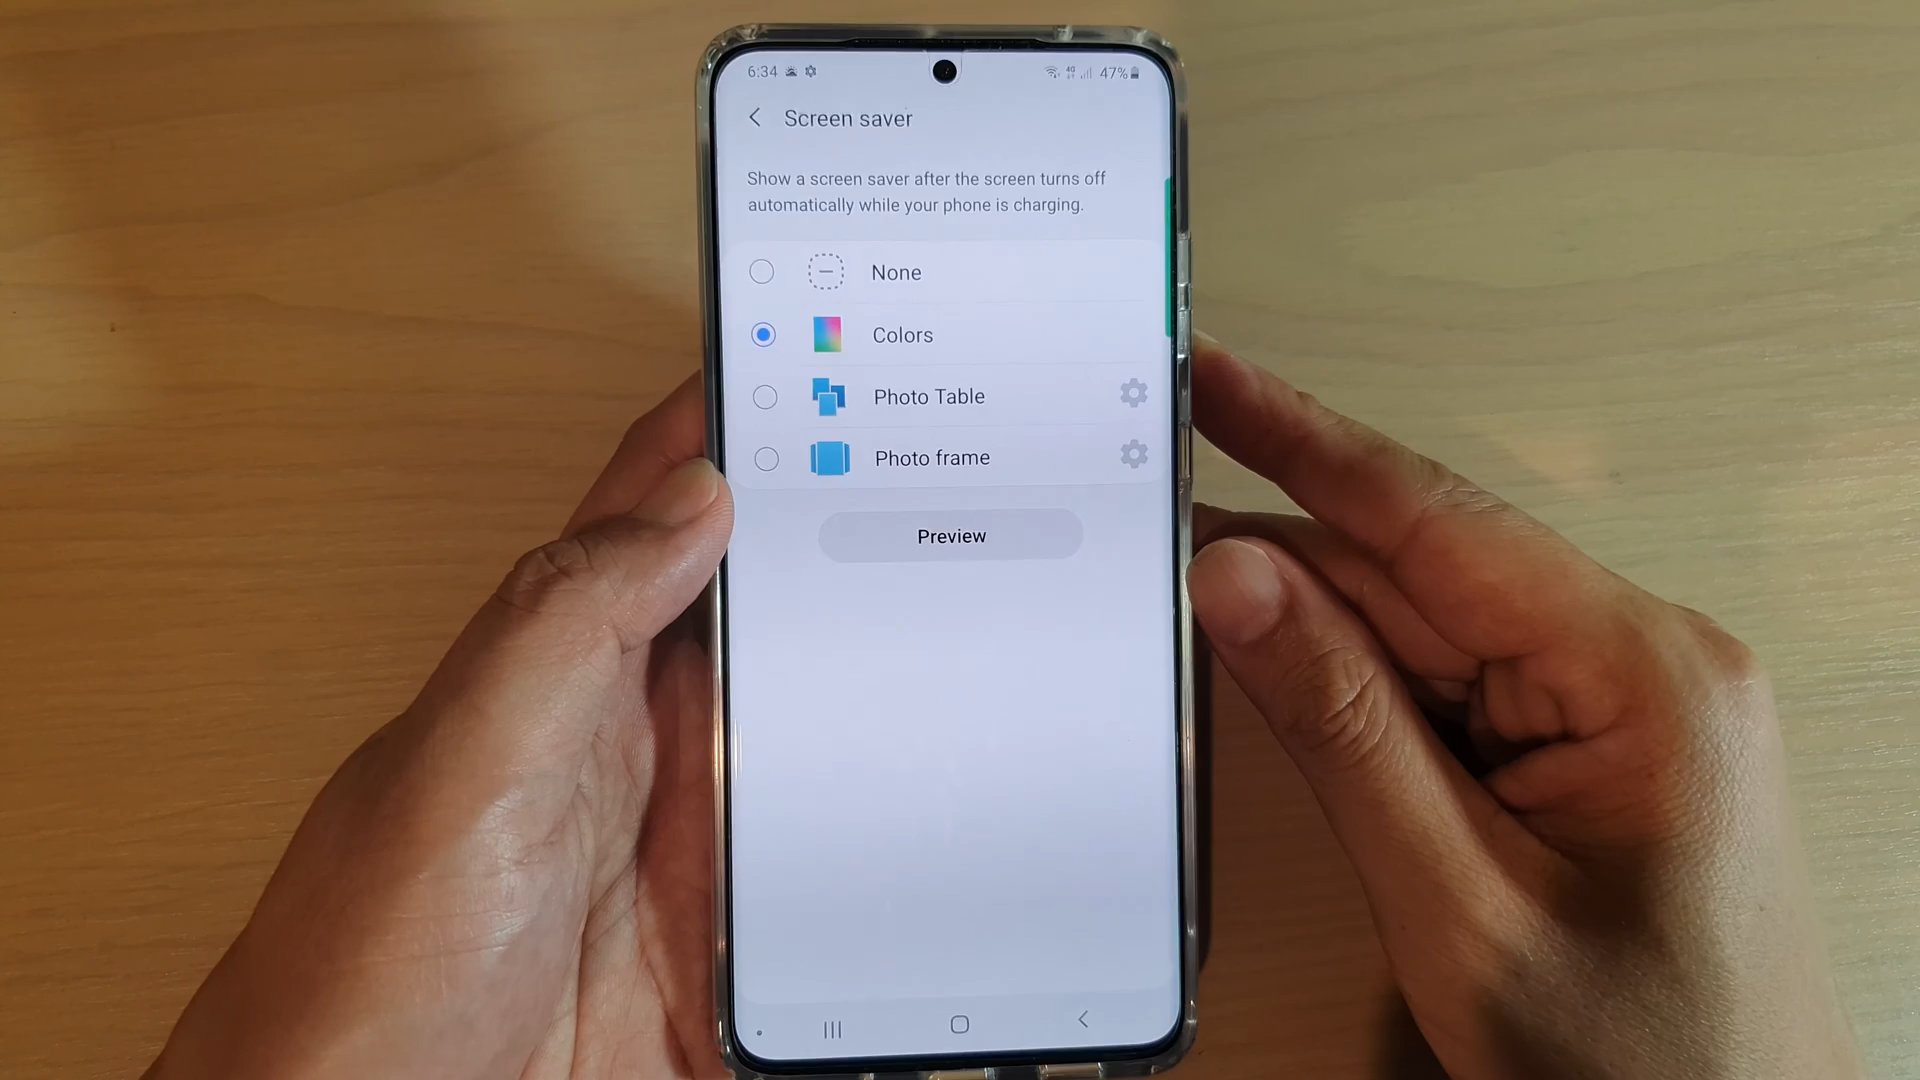 6:34 4G 47%
Screen saver
Show a screen saver after the screen turns off
automatically while your phone is charging.
None
Colors
Photo Table
Photo frame
Preview